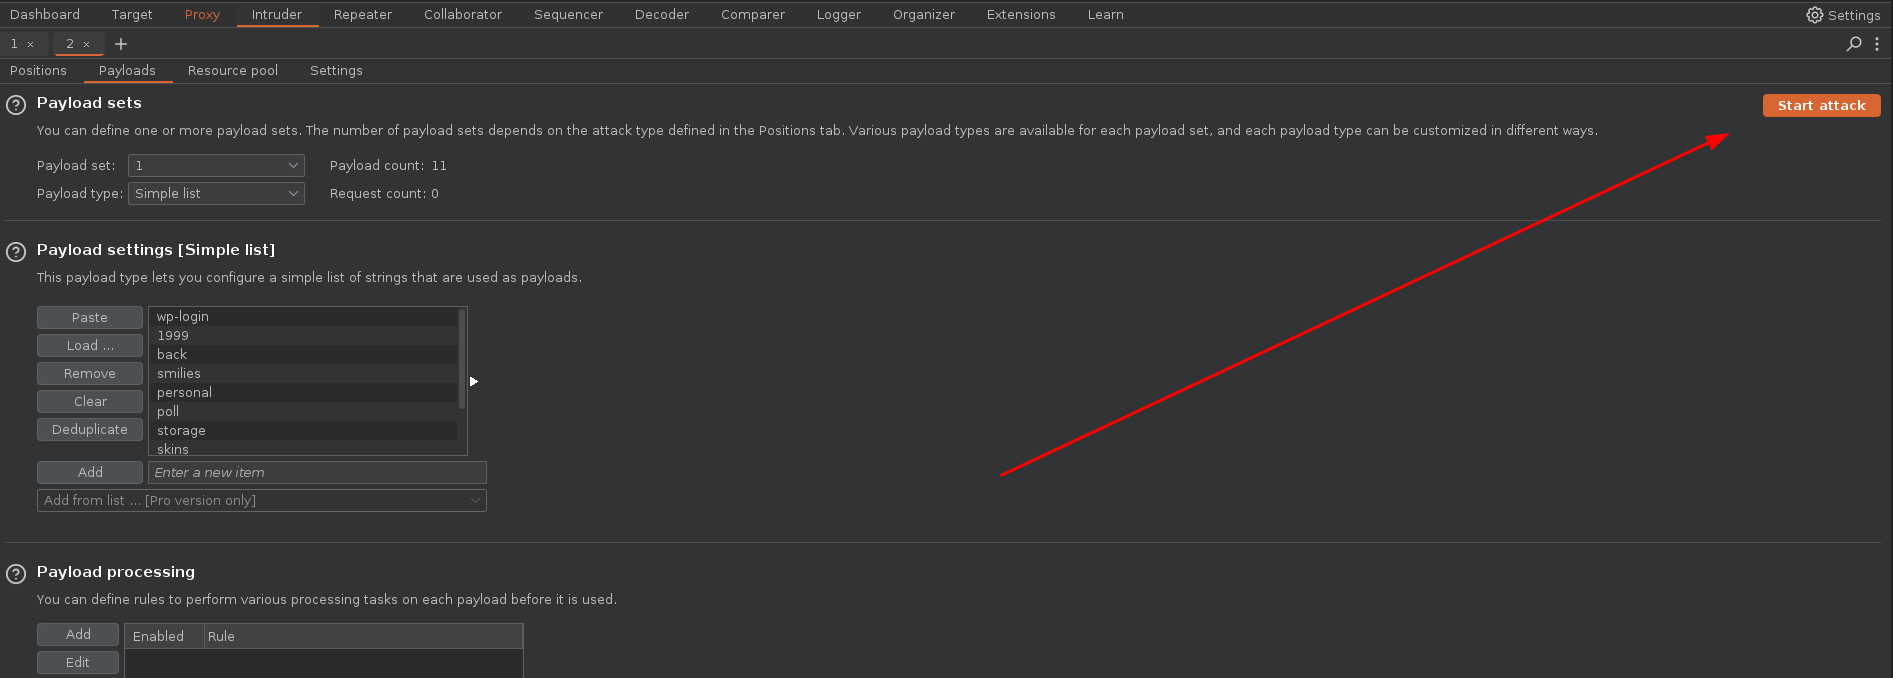 Dashboard Target Proxy Intruder Repeater Collaborator Sequencer Decoder Comparer Logger Organizer Extensions Learn Settings
1 × 2 × +
Positions Payloads Resource pool Settings
? Payload sets Start attack
You can define one or more payload sets. The number of payload sets depends on the attack type defined in the Positions tab. Various payload types are available for each payload set, and each payload type can be customized in different ways.
Payload set: 1 Payload count: 11
Payload type: Simple list Request count: 0
? Payload settings [Simple list]
This payload type lets you configure a simple list of strings that are used as payloads.
Paste wp-login
1999
Load ... back
smilies
Remove personal
Clear poll
Deduplicate storage
skins
Add Enter a new item
Add from list ... [Pro version only]
? Payload processing
You can define rules to perform various processing tasks on each payload before it is used.
Add Enabled Rule
Edit